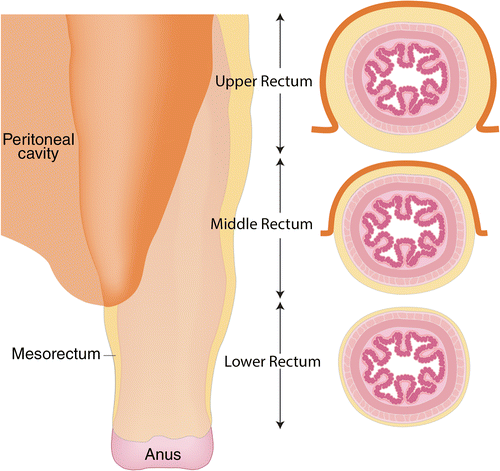 Upper Rectum
Peritoneal
cavity
Middle Rectum
Mesorectum
Lower Rectum
Anus